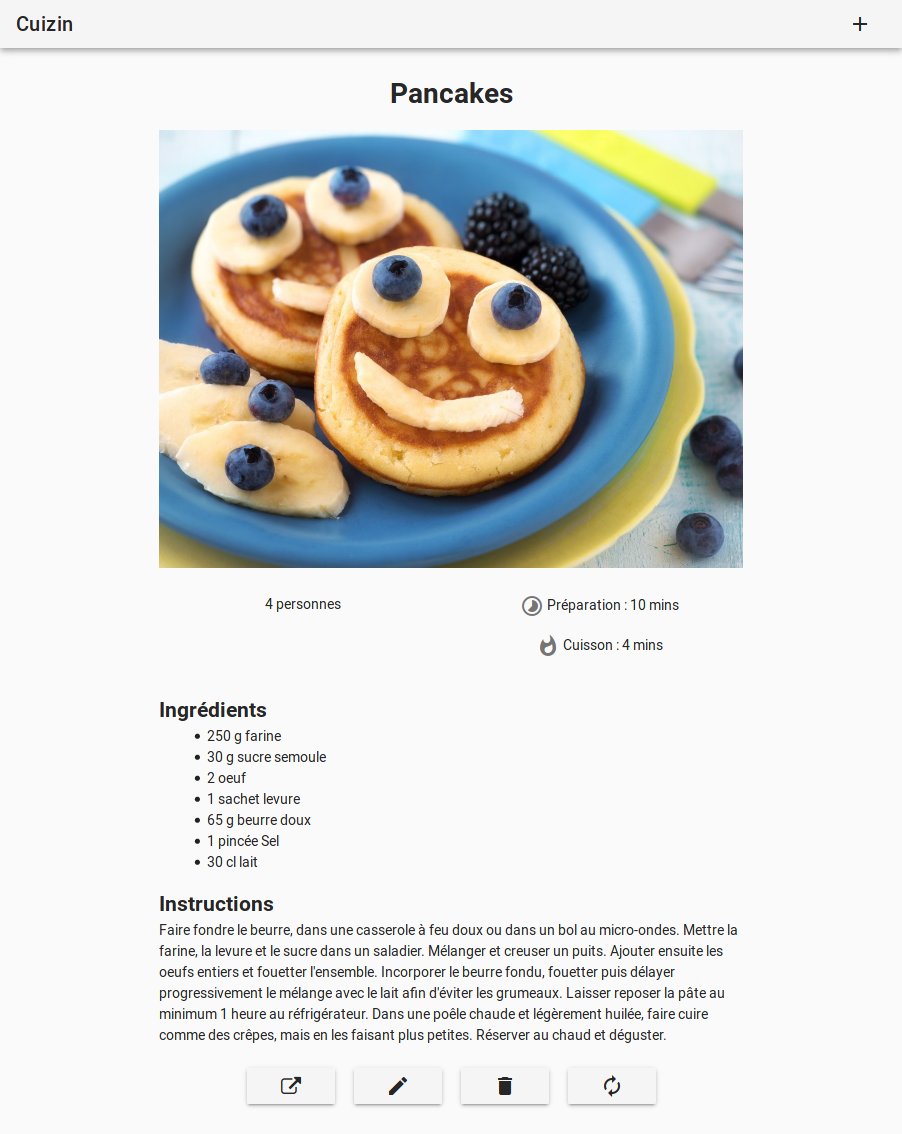 Cuizin
Pancakes
4 personnes
Préparation : 10 mins
Cuisson : 4 mins
Ingrédients
250 g farine
30 g sucre semoule
2 oeuf
1 sachet levure
65 g beurre doux
1 pincée Sel
30 cl lait
Instructions
Faire fondre le beurre, dans une casserole à feu doux ou dans un bol au micro-ondes. Mettre la
farine, la levure et le sucre dans un saladier. Mélanger et creuser un puits. Ajouter ensuite les
oeufs entiers et fouetter l'ensemble. Incorporer le beurre fondu, fouetter puis délayer
progressivement le mélange avec le lait afin d'éviter les grumeaux. Laisser reposer la pâte au
minimum 1 heure au réfrigérateur. Dans une poêle chaude et légèrement huilée, faire cuire
comme des crêpes, mais en les faisant plus petites. Réserver au chaud et déguster.